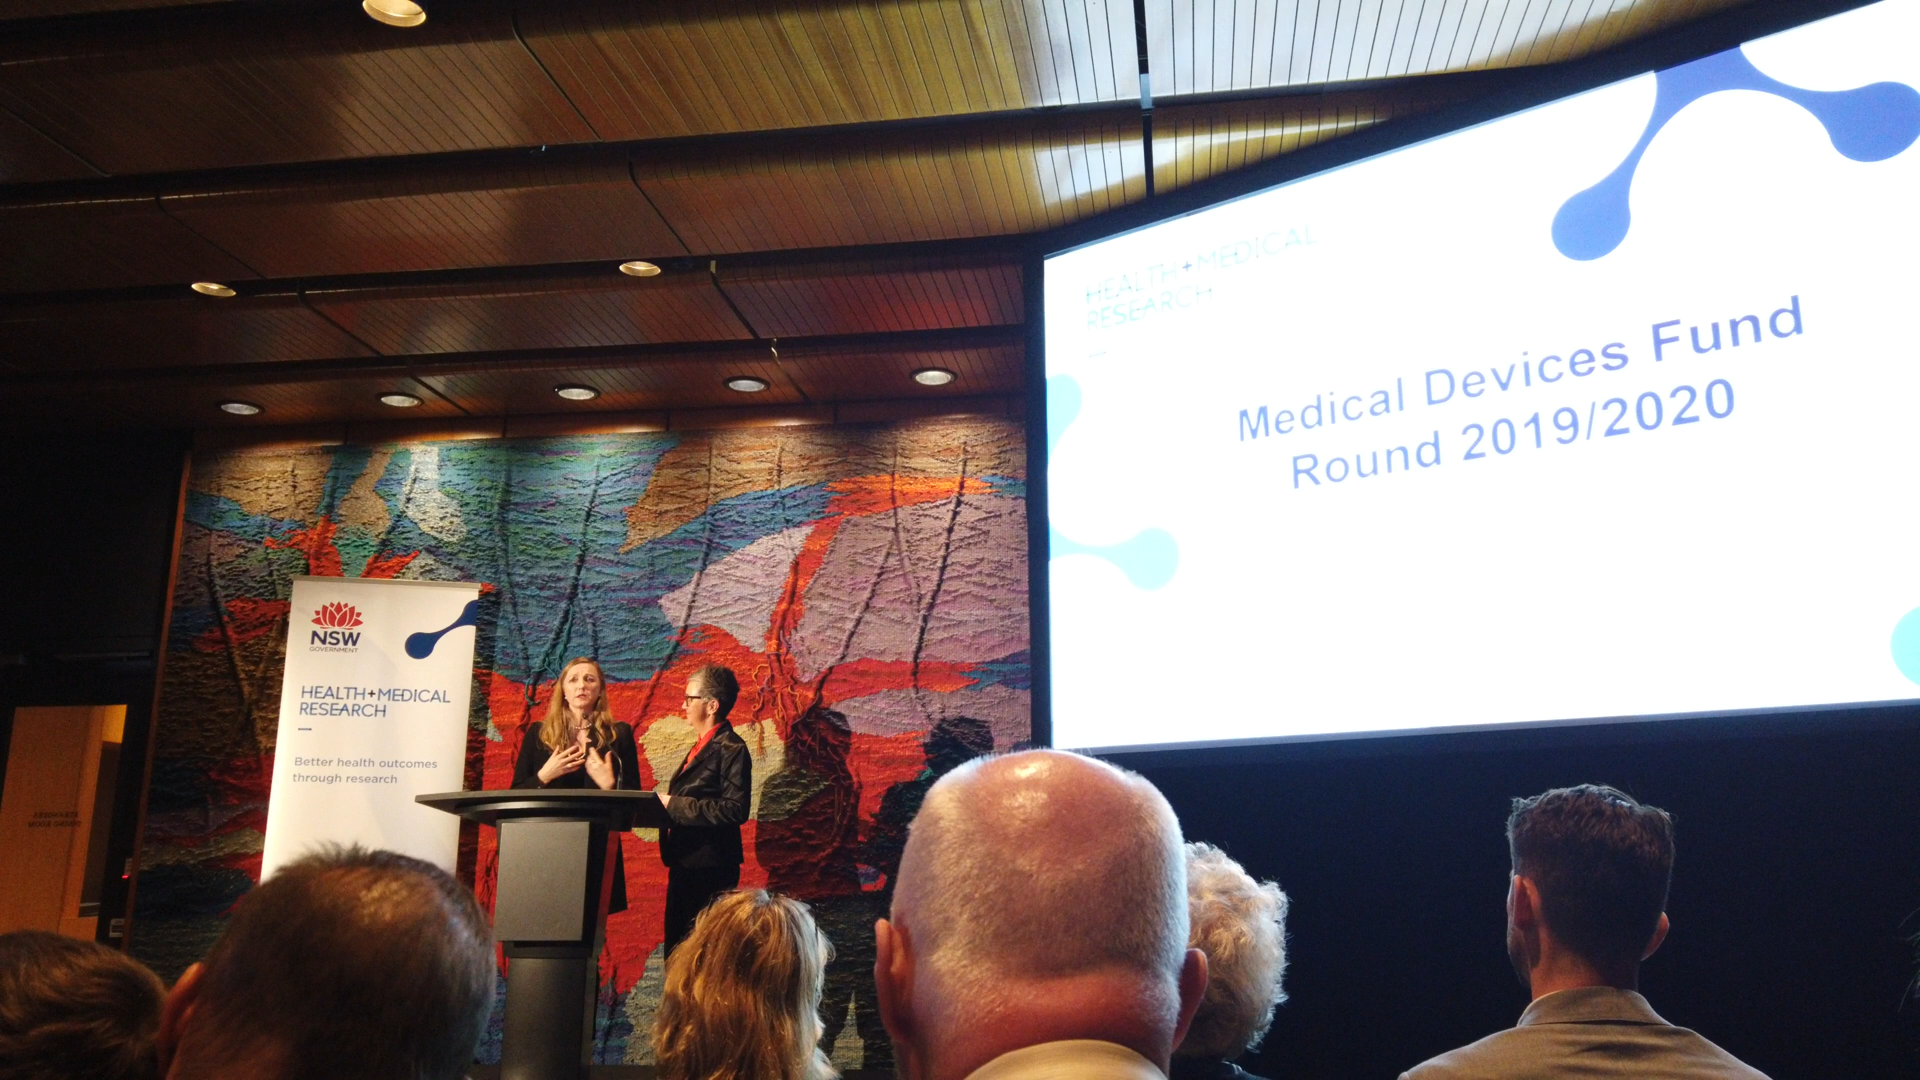 HEALTH+MEDICAL
RESEARCH
Medical Devices Fund
Round 2019/2020
NSW
GOVERNMENT
HEALTH+MEDICAL
RESEARCH
Better health outcomes
through research